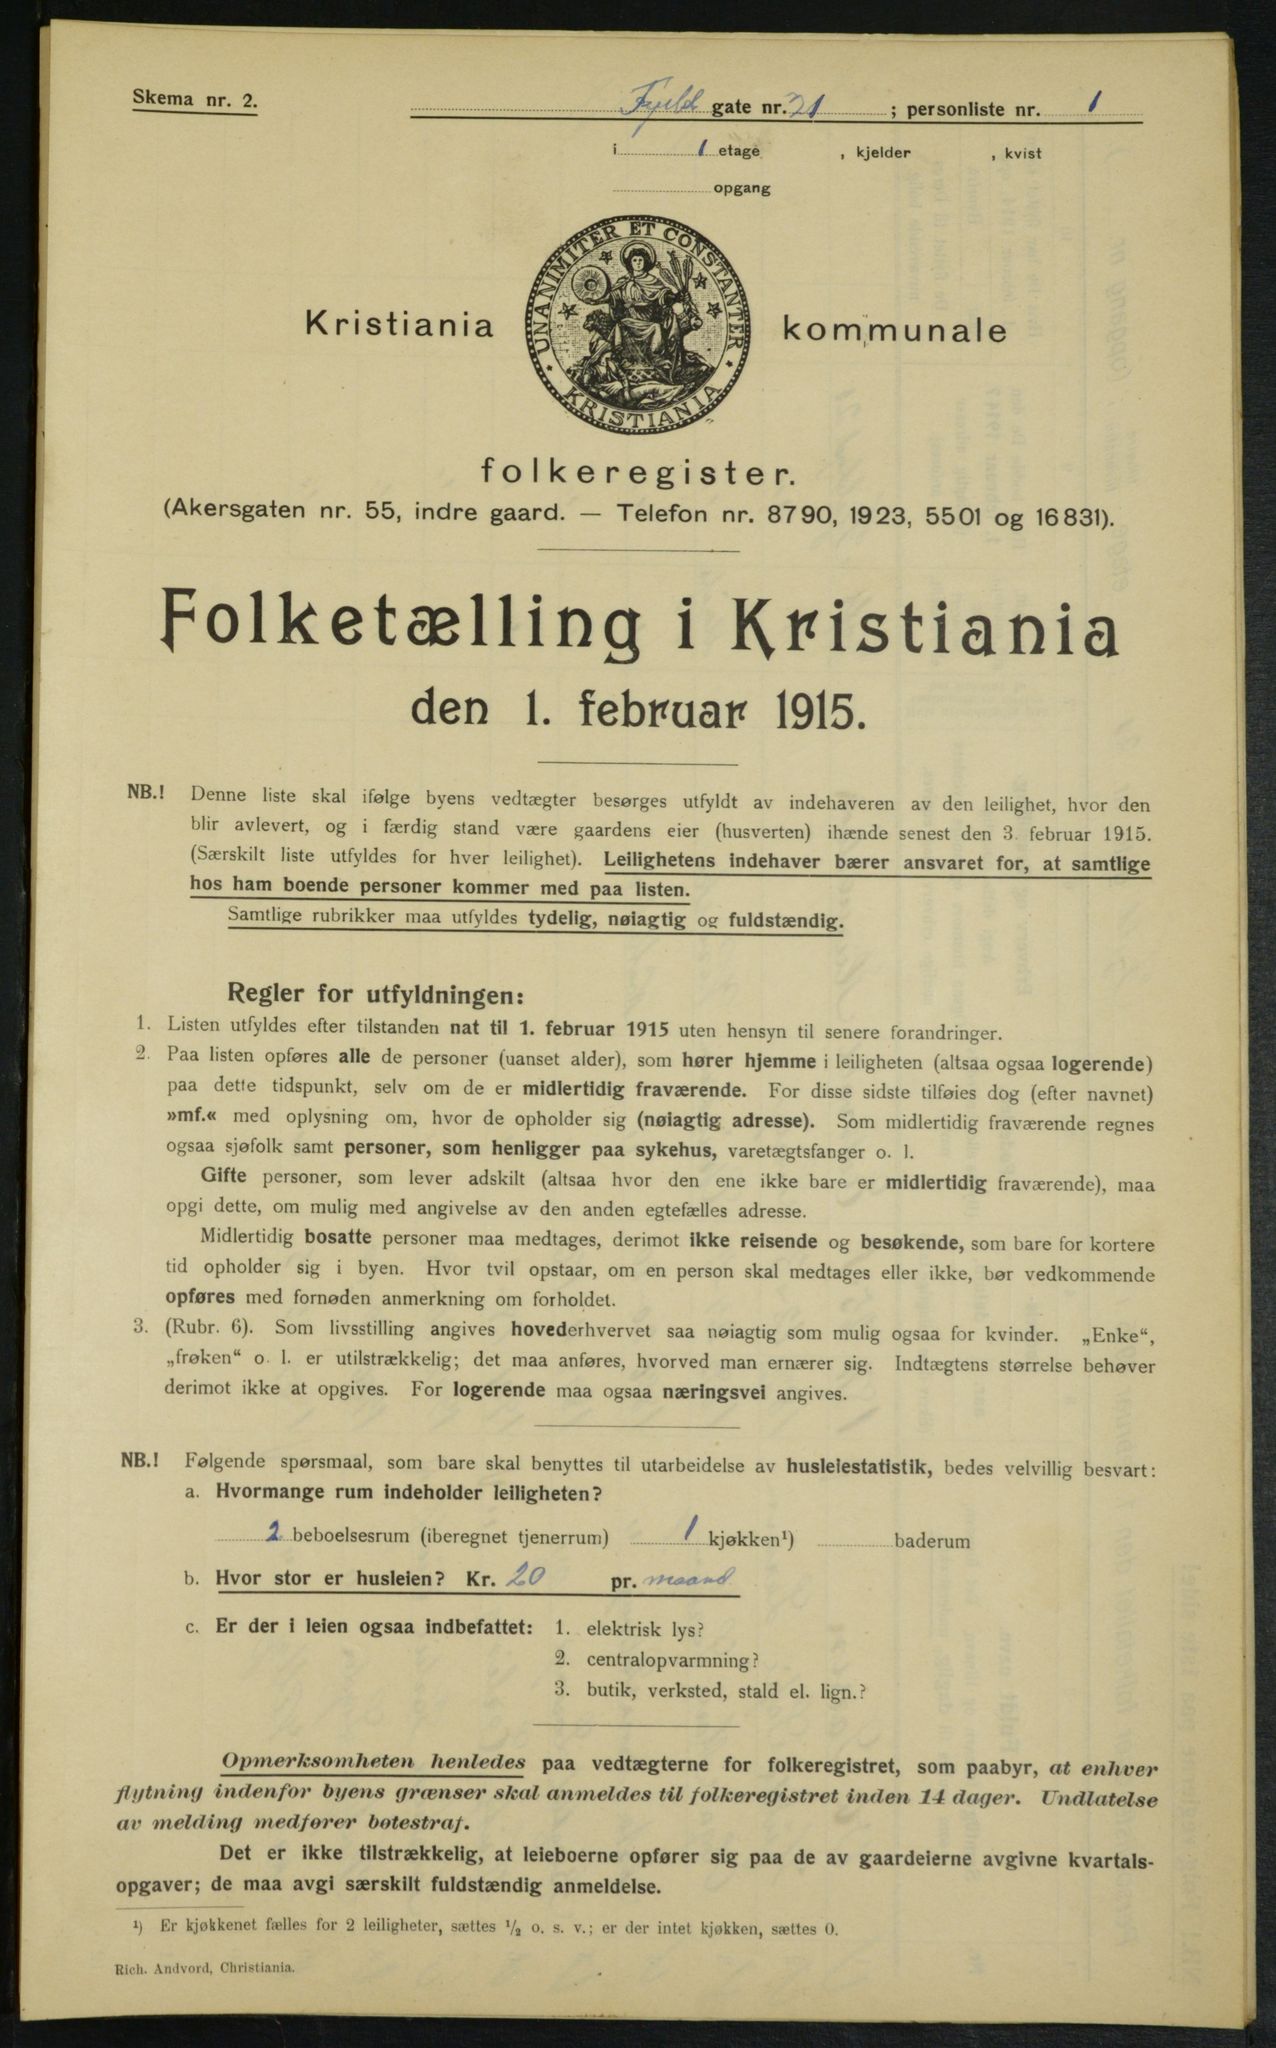 Skema nr. 2.
Fyeld gate nr. 21 ; personliste nr. 1
i 1 etage , kjelder , kvist
opgang
UNANIMITER ET CONSTANTER
KRISTIANIA
Kristiania kommunale
folkeregister.
(Akersgaten nr. 55, indre gaard. — Telefon nr. 8790, 1923, 5501 og 16831).
Folketælling i Kristiania
den 1. februar 1915.
NB.! Denne liste skal ifølge byens vedtægter besørges utfyldt av indehaveren av den leilighet, hvor den
blir avlevert, og i færdig stand være gaardens eier (husverten) ihænde senest den 3. februar 1915.
(Særskilt liste utfyldes for hver leilighet). Leilighetens indehaver bærer ansvaret for, at samtlige
hos ham boende personer kommer med paa listen.
Samtlige rubrikker maa utfyldes tydelig, nøiagtig og fuldstændig.
Regler for utfyldningen:
1. Listen utfyldes efter tilstanden nat til 1. februar 1915 uten hensyn til senere forandringer.
2. Paa listen opføres alle de personer (uanset alder), som hører hjemme i leiligheten (altsaa ogsaa logerende)
paa dette tidspunkt, selv om de er midlertidig fraværende. For disse sidste tilføies dog (efter navnet)
»mf.« med oplysning om, hvor de opholder sig (nøiagtig adresse). Som midlertidig fraværende regnes
ogsaa sjøfolk samt personer, som henligger paa sykehus, varetægtsfanger o. l.
Gifte personer, som lever adskilt (altsaa hvor den ene ikke bare er midlertidig fraværende), maa
opgi dette, om mulig med angivelse av den anden egtefælles adresse.
Midlertidig bosatte personer maa medtages, derimot ikke reisende og besøkende, som bare for kortere
tid opholder sig i byen. Hvor tvil opstaar, om en person skal medtages eller ikke, bør vedkommende
opføres med fornøden anmerkning om forholdet.
3. (Rubr. 6). Som livsstilling angives hovederhvervet saa nøiagtig som mulig ogsaa for kvinder. „Enke“,
„frøken“ o. l. er utilstrækkelig; det maa anføres, hvorved man ernærer sig. Indtægtens størrelse behøver
derimot ikke at opgives. For logerende maa ogsaa næringsvei angives.
NB.! Følgende spørsmaal, som bare skal benyttes til utarbeidelse av husleiestatistik, bedes velvillig besvart:
a. Hvormange rum indeholder leiligheten?
2 beboelsesrum (iberegnet tjenerrum) 1 kjøkken¹) baderum
b. Hvor stor er husleien? Kr. 20 pr. maaned
c. Er der i leien ogsaa indbefattet: 1. elektrisk lys?
2. centralopvarmning?
3. butik, verksted, stald el. lign.?
Opmerksomheten henledes paa vedtægterne for folkeregistret, som paabyr, at enhver
flytning indenfor byens grænser skal anmeldes til folkeregistret inden 14 dager. Undlatelse
av melding medfører bøtestraf.
Det er ikke tilstrækkelig, at leieboerne opfører sig paa de av gaardeierne avgivne kvartals-
opgaver; de maa avgi særskilt fuldstændig anmeldelse.
¹) Er kjøkkenet fælles for 2 leiligheter, sættes ½ o. s. v.; er der intet kjøkken, sættes 0.
Rich. Andvord, Christiania.